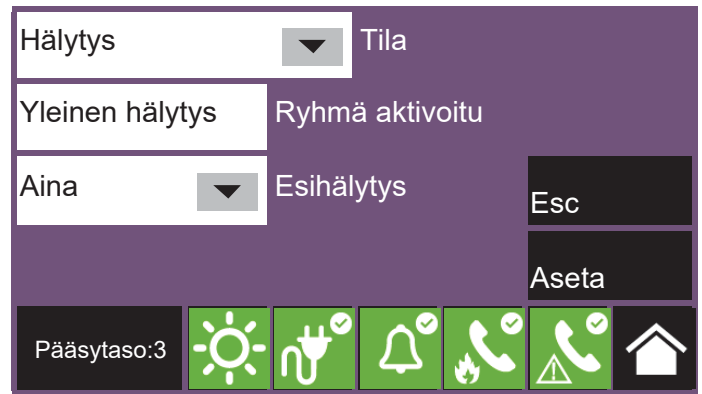 Hälytys Tila
Yleinen hälytys Ryhmä aktivoitu
Aina Esihälytys
Esc
Aseta
Pääsytaso:3